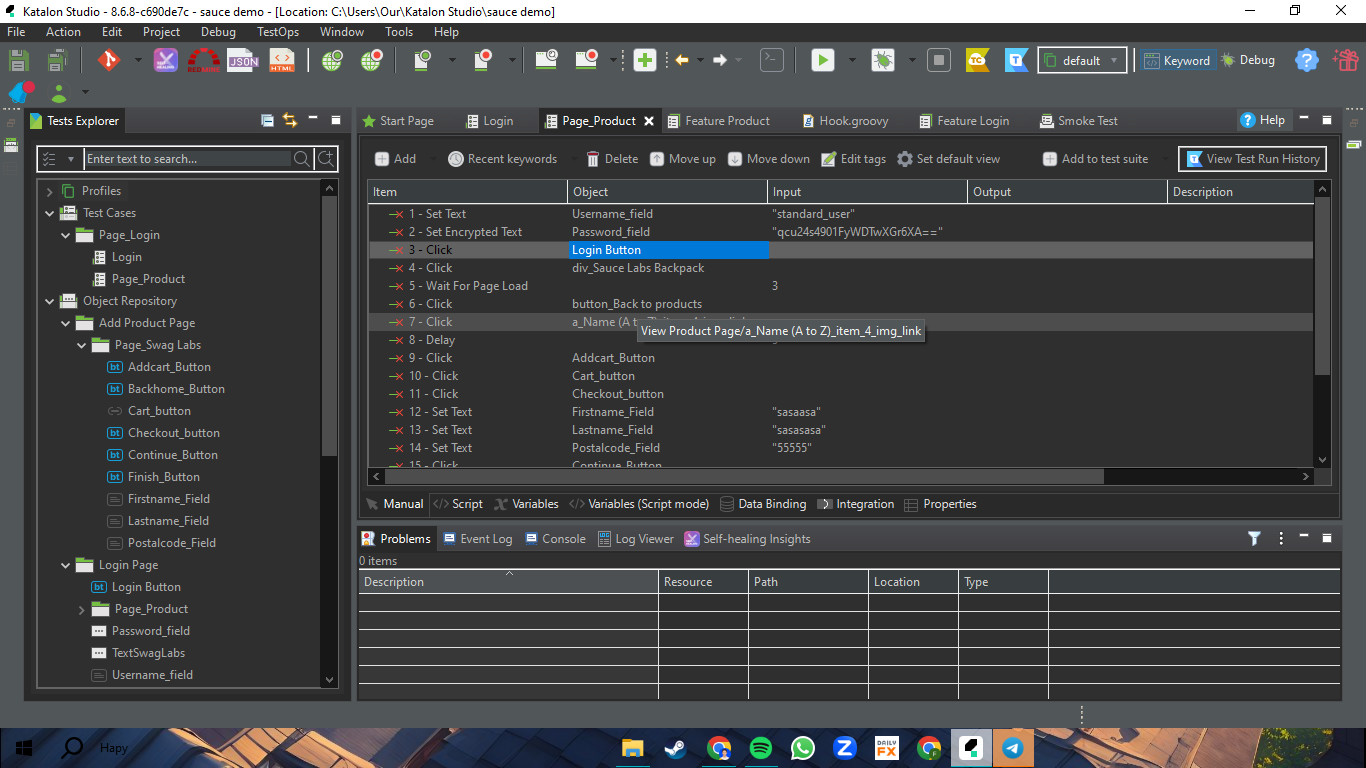 Katalon Studio - 8.6.8-c690de7c - sauce demo - [Location: C:\Users\Our\Katalon Studio\sauce demo]
File Action Edit Project Debug TestOps Window Tools Help
JSON HTML TC T default Keyword Debug
Tests Explorer
Enter text to search...
Profiles
Test Cases
Page_Login
Login
Page_Product
Object Repository
Add Product Page
Page_Swag Labs
bt Addcart_Button
bt Backhome_Button
Cart_button
bt Checkout_button
bt Continue_Button
bt Finish_Button
Firstname_Field
Lastname_Field
Postalcode_Field
Login Page
bt Login Button
Page_Product
Password_field
TextSwagLabs
Username_field
Start Page Login Page_Product Feature Product Hook.groovy Feature Login Smoke Test Help
Add Recent keywords Delete Move up Move down Edit tags Set default view Add to test suite View Test Run History
Item Object Input Output Description
1 - Set Text Username_field "standard_user"
2 - Set Encrypted Text Password_field "qcu24s4901FyWDTwXGr6XA=="
3 - Click Login Button
4 - Click div_Sauce Labs Backpack
5 - Wait For Page Load 3
6 - Click button_Back to products
7 - Click a_Name (A to
View Product Page/a_Name (A to Z)_item_4_img_link
8 - Delay
9 - Click Addcart_Button
10 - Click Cart_button
11 - Click Checkout_button
12 - Set Text Firstname_Field "sasaasa"
13 - Set Text Lastname_Field "sasasasa"
14 - Set Text Postalcode_Field "55555"
15 - Click Continue_Button
Manual Script Variables Variables (Script mode) Data Binding Integration Properties
Problems Event Log Console Log Viewer Self-healing Insights
0 items
Description Resource Path Location Type
Hapy
DAILY
FX